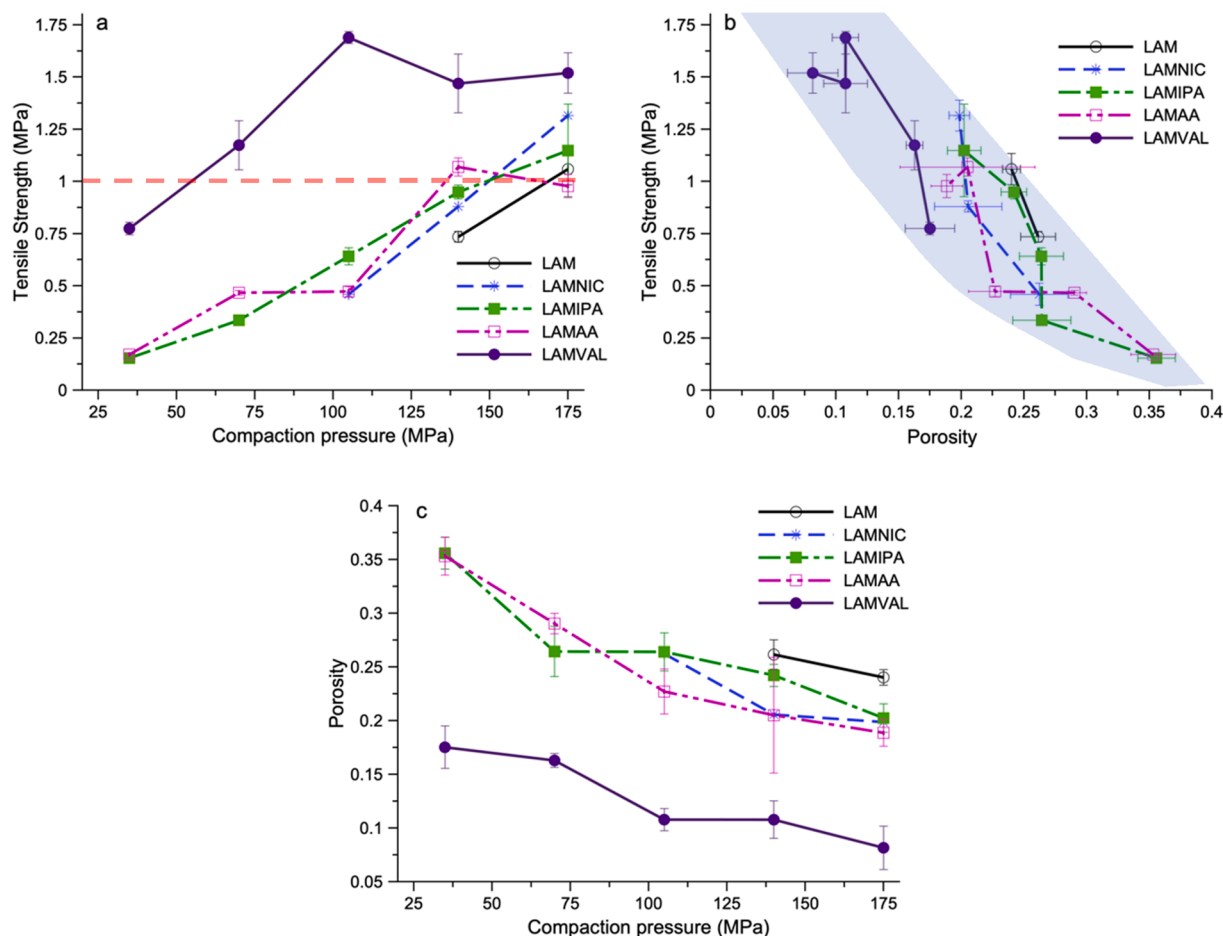 a
Tensile Strength (MPa)
1.75
1.5
1.25
1
0.75
0.5
0.25
0
25 50 75 100 125 150 175
Compaction pressure (MPa)
LAM
LAMNIC
LAMIPA
LAMAA
LAMVAL
b
Tensile Strength (MPa)
1.75
1.5
1.25
1
0.75
0.5
0.25
0
0 0.05 0.1 0.15 0.2 0.25 0.3 0.35 0.4
Porosity
LAM
LAMNIC
LAMIPA
LAMAA
LAMVAL
c
Porosity
0.4
0.35
0.3
0.25
0.2
0.15
0.1
0.05
25 50 75 100 125 150 175
Compaction pressure (MPa)
LAM
LAMNIC
LAMIPA
LAMAA
LAMVAL